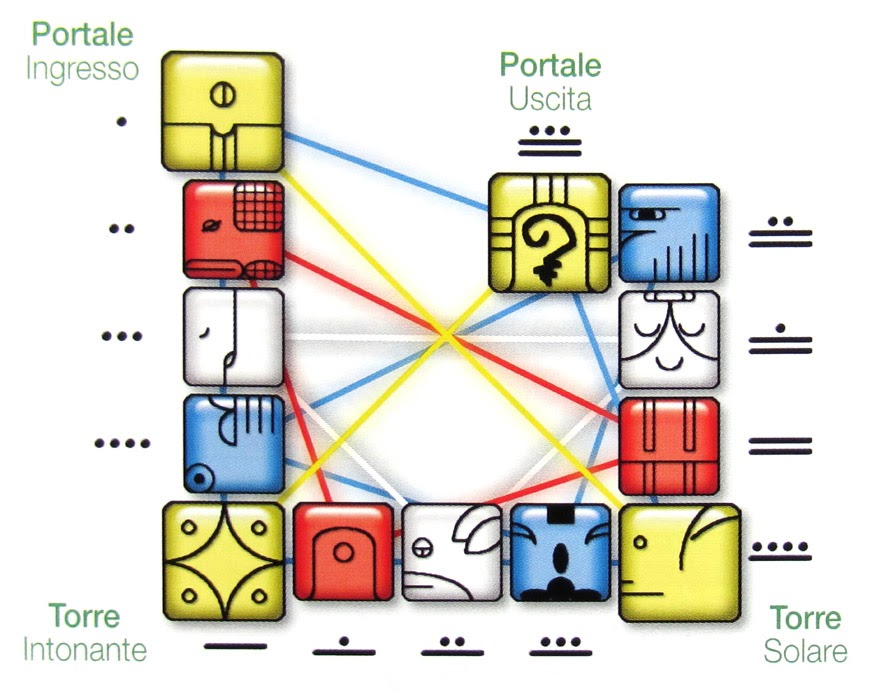 Portale
Ingresso
Portale
Uscita
Torre
Intonante
Torre
Solare